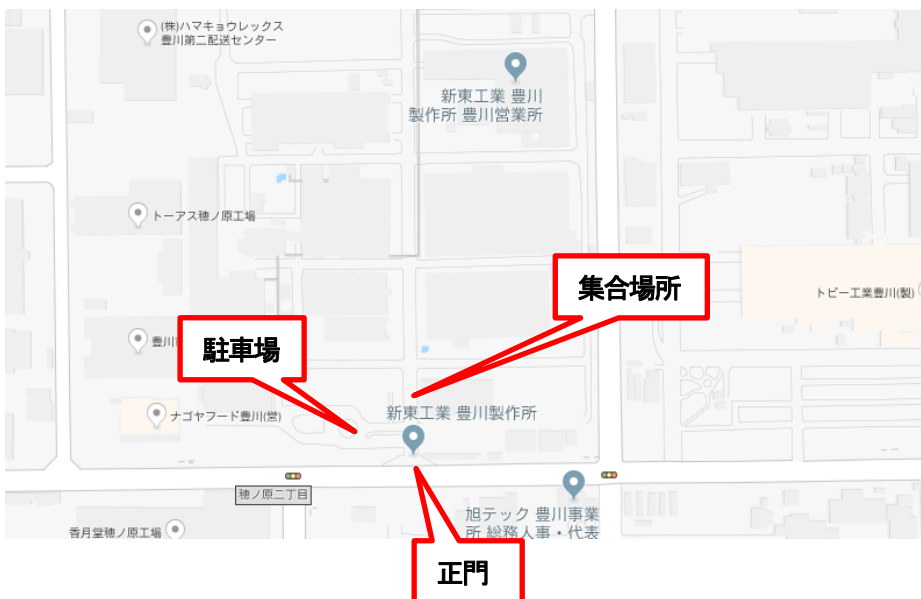 (株)ハマキョウレックス
豊川第二配送センター
新東工業 豊川
製作所 豊川営業所
トーアス穂ノ原工場
集合場所
トピー工業豊川(製)
駐車場
豊川
ナゴヤフード豊川(営)
新東工業 豊川製作所
穂ノ原二丁目
旭テック 豊川事業
所 総務人事・代表
香月堂穂ノ原工場
正門